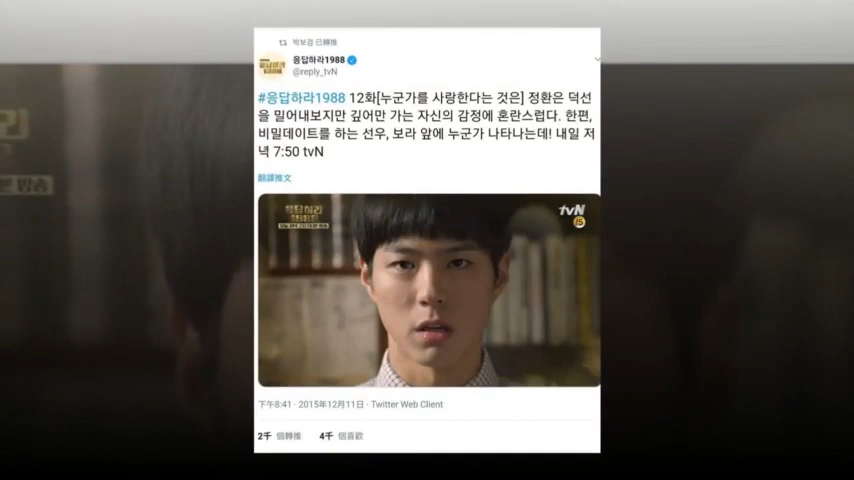 박보검 已轉推
응답하라1988
@reply_tvN
#응답하라1988 12화[누군가를 사랑한다는 것은] 정환은 덕선
을 밀어내보지만 깊어만 가는 자신의 감정에 혼란스럽다. 한편,
비밀데이트를 하는 선우, 보라 앞에 누군가 나타나는데! 내일 저
녁 7:50 tvN
翻譯推文
응답하라
tvN
15
下午8:41 · 2015年12月11日 · Twitter Web Client
2千 個轉推 4千 個喜歡